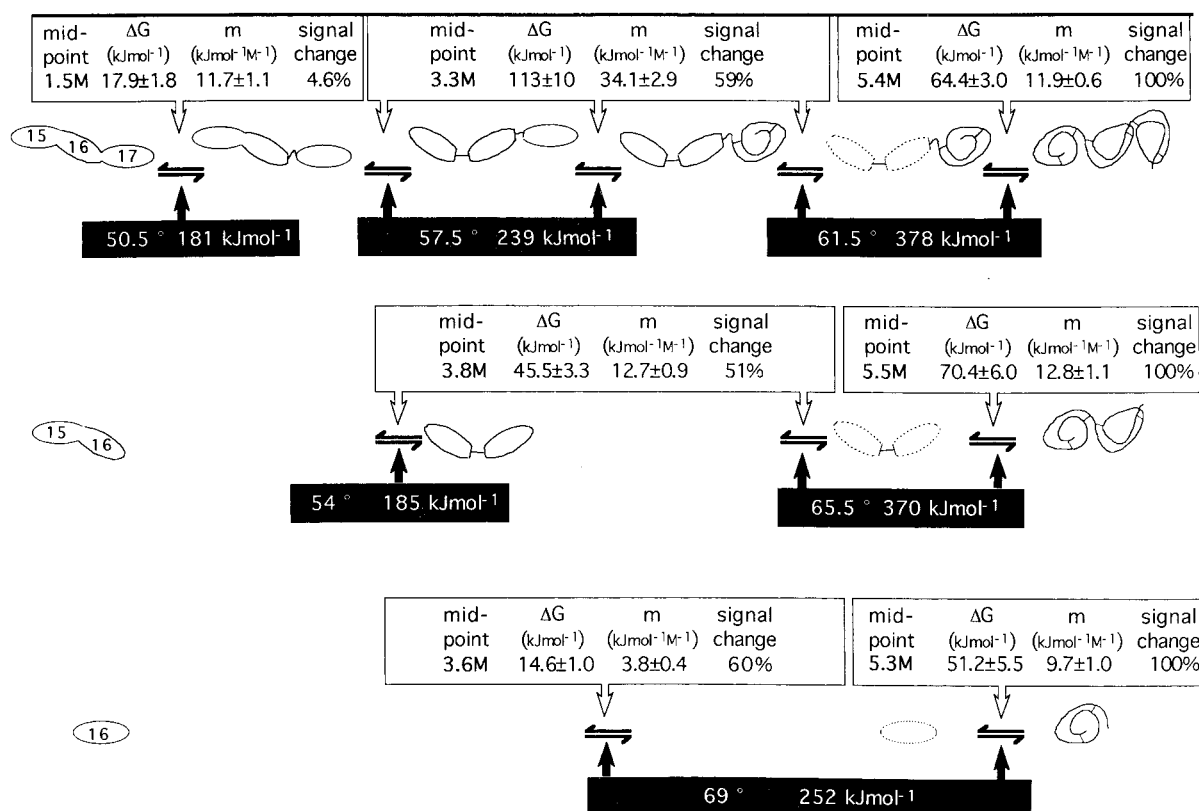 mid- ΔG m signal
point (kJmol-1) (kJmol-1M-1) change
1.5M 17.9±1.8 11.7±1.1 4.6%
mid- ΔG m signal
point (kJmol-1) (kJmol-1M-1) change
3.3M 113±10 34.1±2.9 59%
mid- ΔG m signal
point (kJmol-1) (kJmol-1M-1) change
5.4M 64.4±3.0 11.9±0.6 100%
15 16 17
50.5 ° 181 kJmol-1
57.5 ° 239 kJmol-1
61.5 ° 378 kJmol-1
mid- ΔG m signal
point (kJmol-1) (kJmol-1M-1) change
3.8M 45.5±3.3 12.7±0.9 51%
mid- ΔG m signal
point (kJmol-1) (kJmol-1M-1) change
5.5M 70.4±6.0 12.8±1.1 100%
15 16
54 ° 185 kJmol-1
65.5 ° 370 kJmol-1
mid- ΔG m signal
point (kJmol-1) (kJmol-1M-1) change
3.6M 14.6±1.0 3.8±0.4 60%
mid- ΔG m signal
point (kJmol-1) (kJmol-1M-1) change
5.3M 51.2±5.5 9.7±1.0 100%
16
69 ° 252 kJmol-1